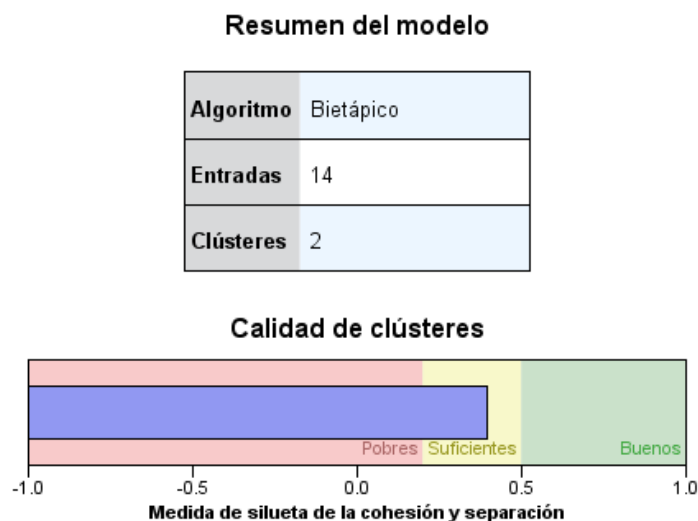 Resumen del modelo
Algoritmo Bietápico
Entradas 14
Clústeres 2
Calidad de clústeres
Pobres Suficientes Buenos
-1.0 -0.5 0.0 0.5 1.0
Medida de silueta de la cohesión y separación